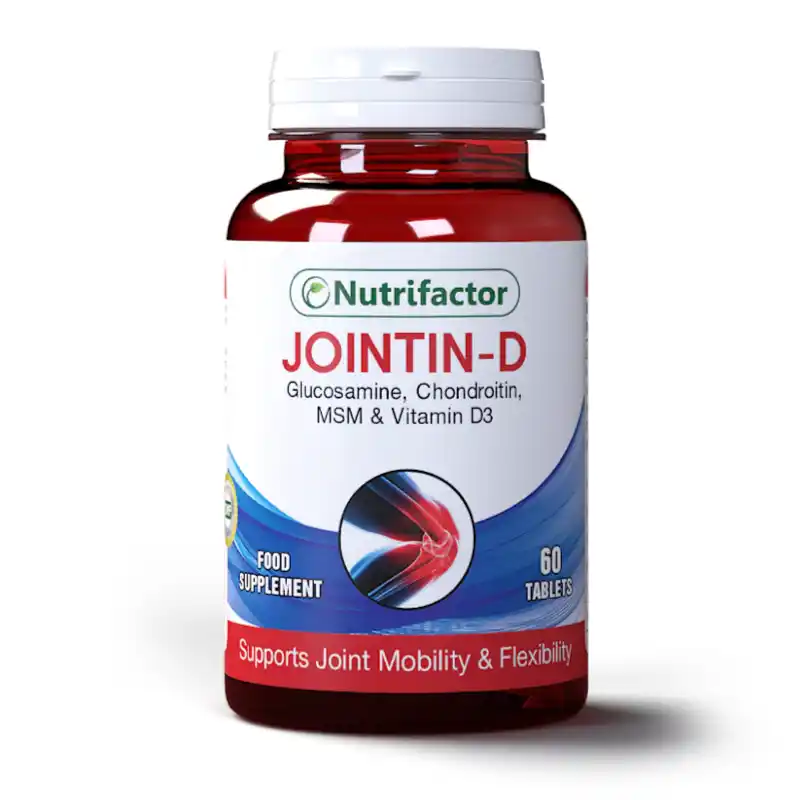 Nutrifactor
JOINTIN-D
Glucosamine, Chondroitin,
MSM & Vitamin D3
FOOD
SUPPLEMENT
60
TABLETS
Supports Joint Mobility & Flexibility